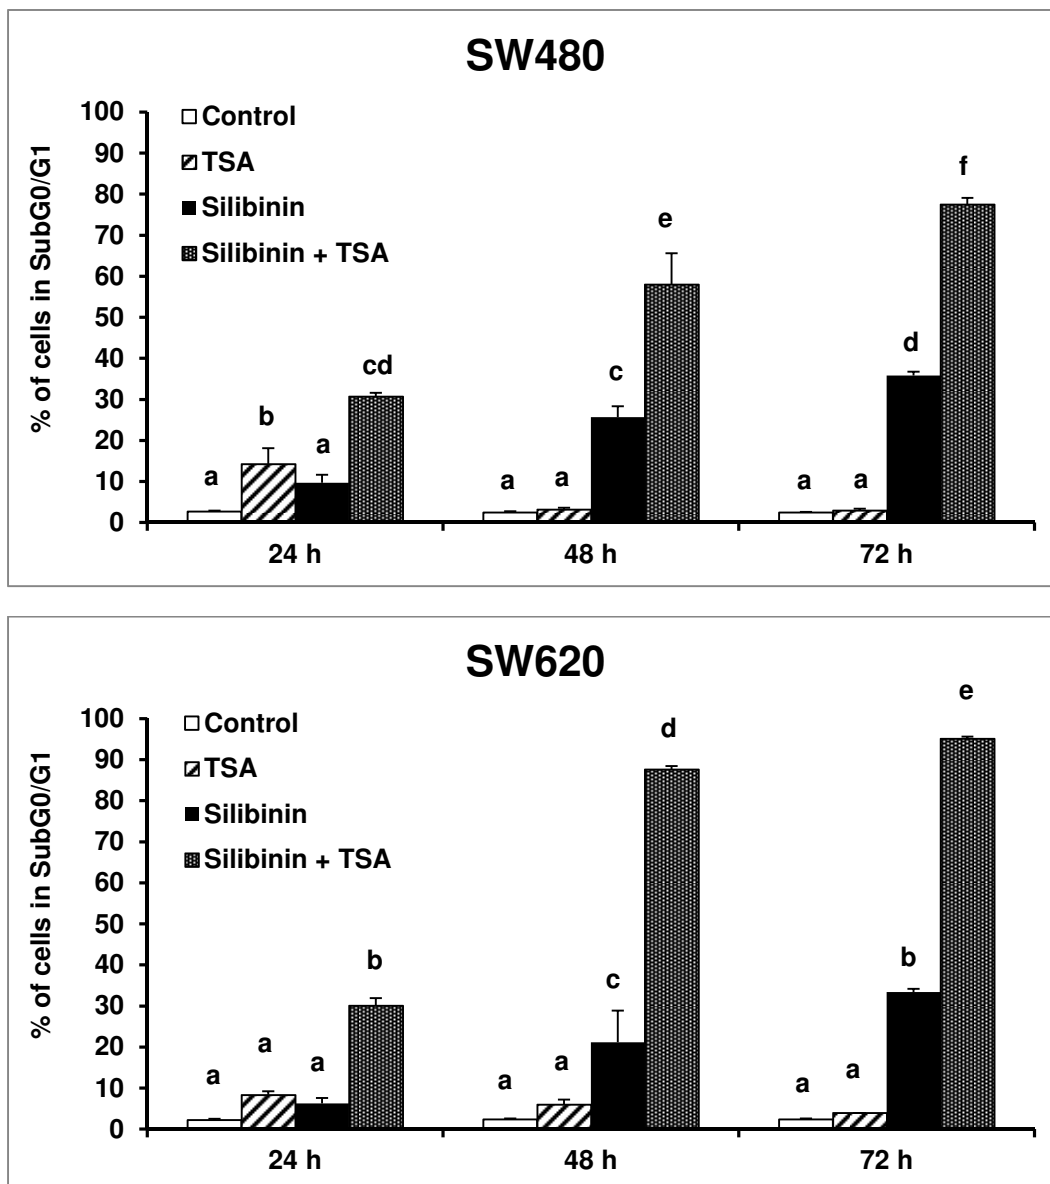 SW480
% of cells in SubG0/G1
100
90
80
70
60
50
40
30
20
10
0
Control
TSA
Silibinin
Silibinin + TSA
a b a cd
a a c e
a a d f
24 h 48 h 72 h
SW620
% of cells in SubG0/G1
100
90
80
70
60
50
40
30
20
10
0
Control
TSA
Silibinin
Silibinin + TSA
a a a b
a a c d
a a b e
24 h 48 h 72 h